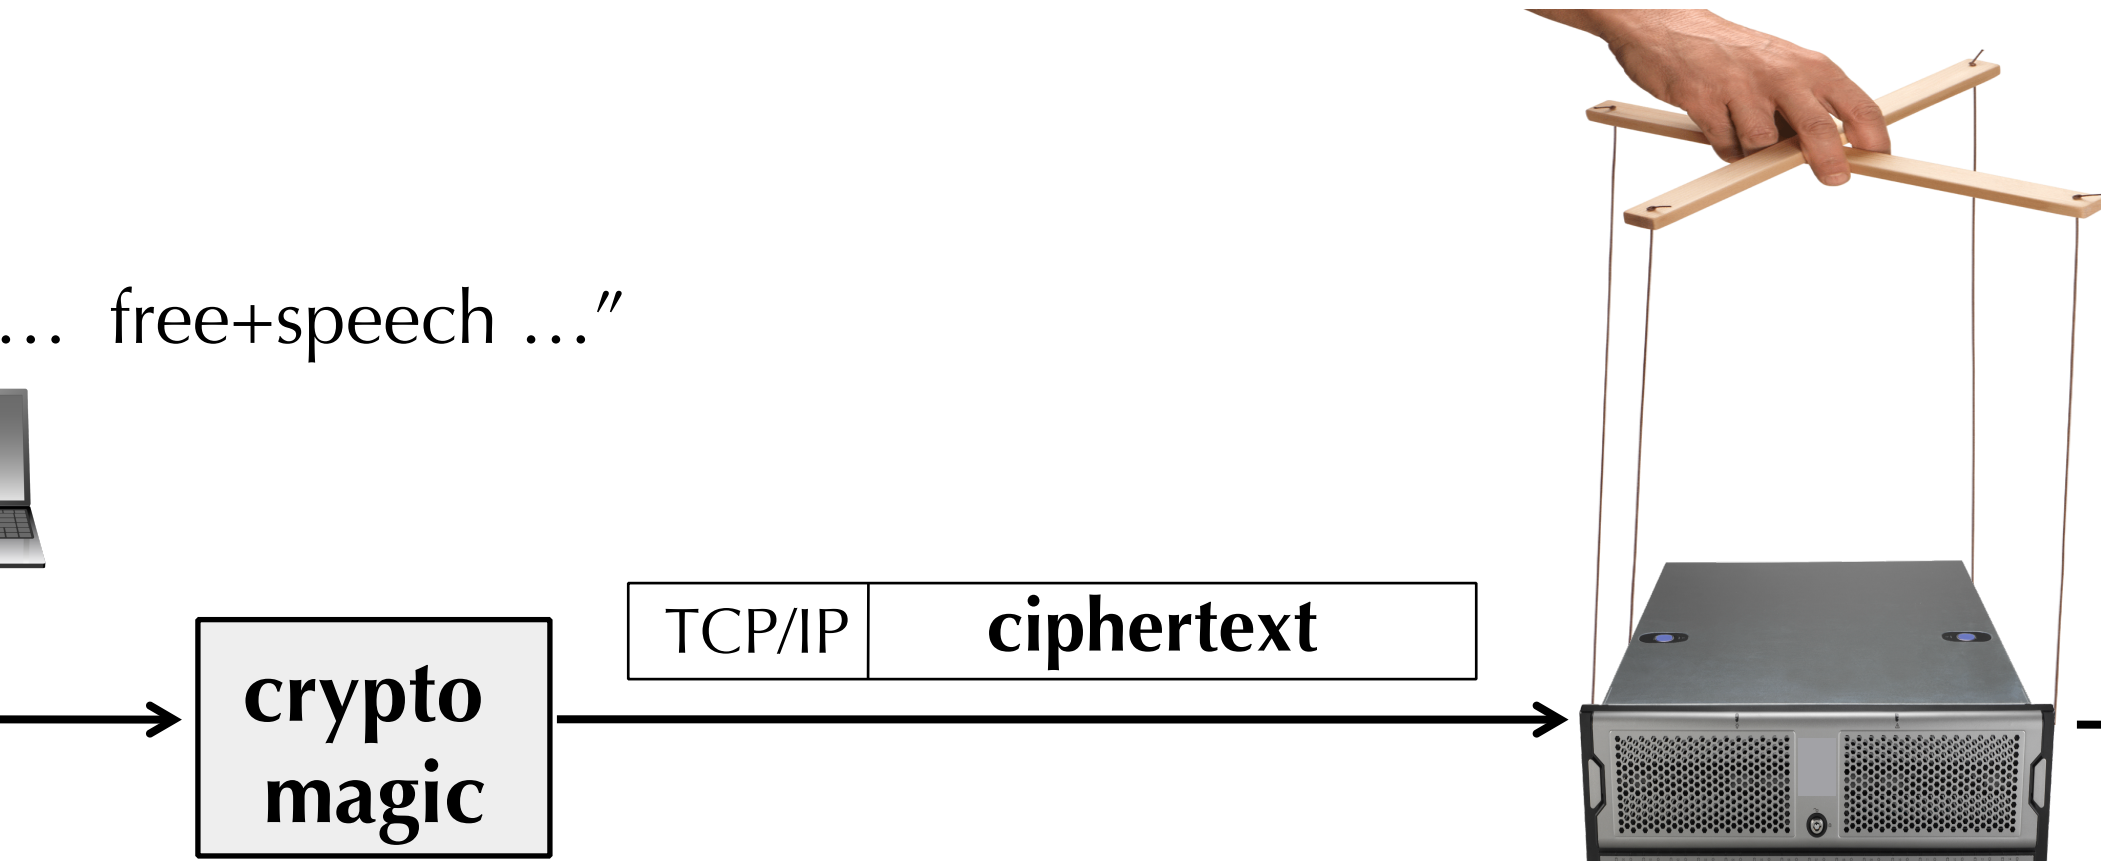 … free+speech …”
TCP/IP
ciphertext
crypto
magic